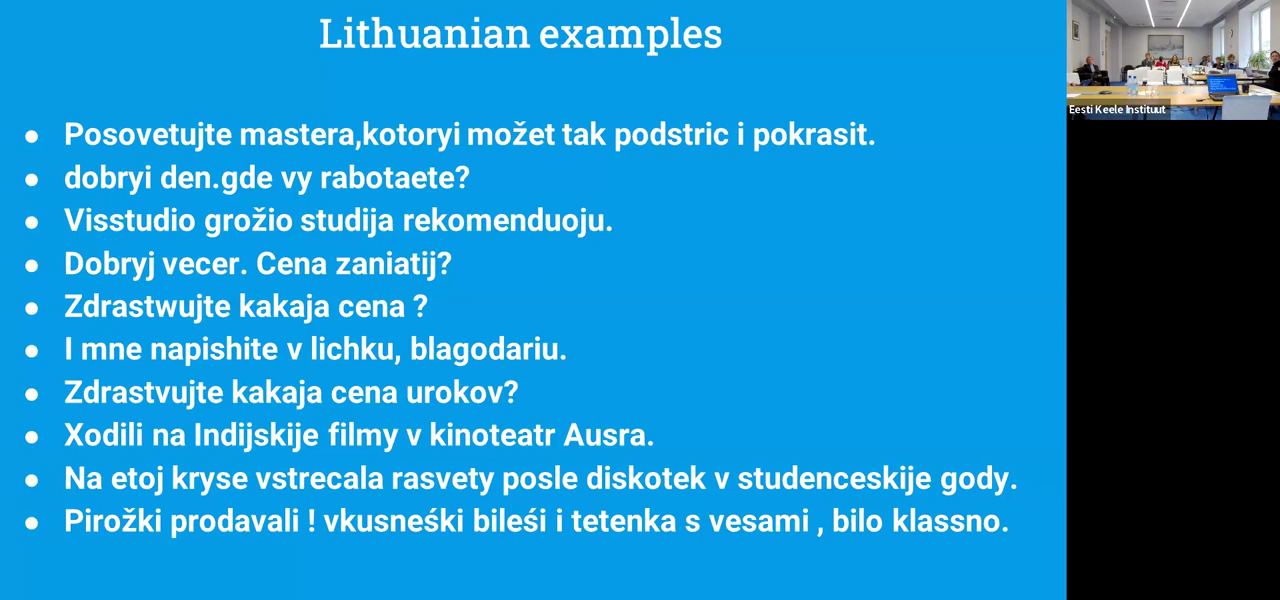 Lithuanian examples
Eesti Keele Instituut
● Posovetujte mastera,kotoryi možet tak podstric i pokrasit.
● dobryi den.gde vy rabotaete?
● Visstudio grožio studija rekomenduoju.
● Dobryj vecer. Cena zaniatij?
● Zdrastwujte kakaja cena ?
● I mne napishite v lichku, blagodariu.
● Zdrastvujte kakaja cena urokov?
● Xodili na Indijskije filmy v kinoteatr Ausra.
● Na etoj kryse vstrecala rasvety posle diskotek v studenceskije gody.
● Pirožki prodavali ! vkusneśki bileśi i tetenka s vesami , bilo klassno.